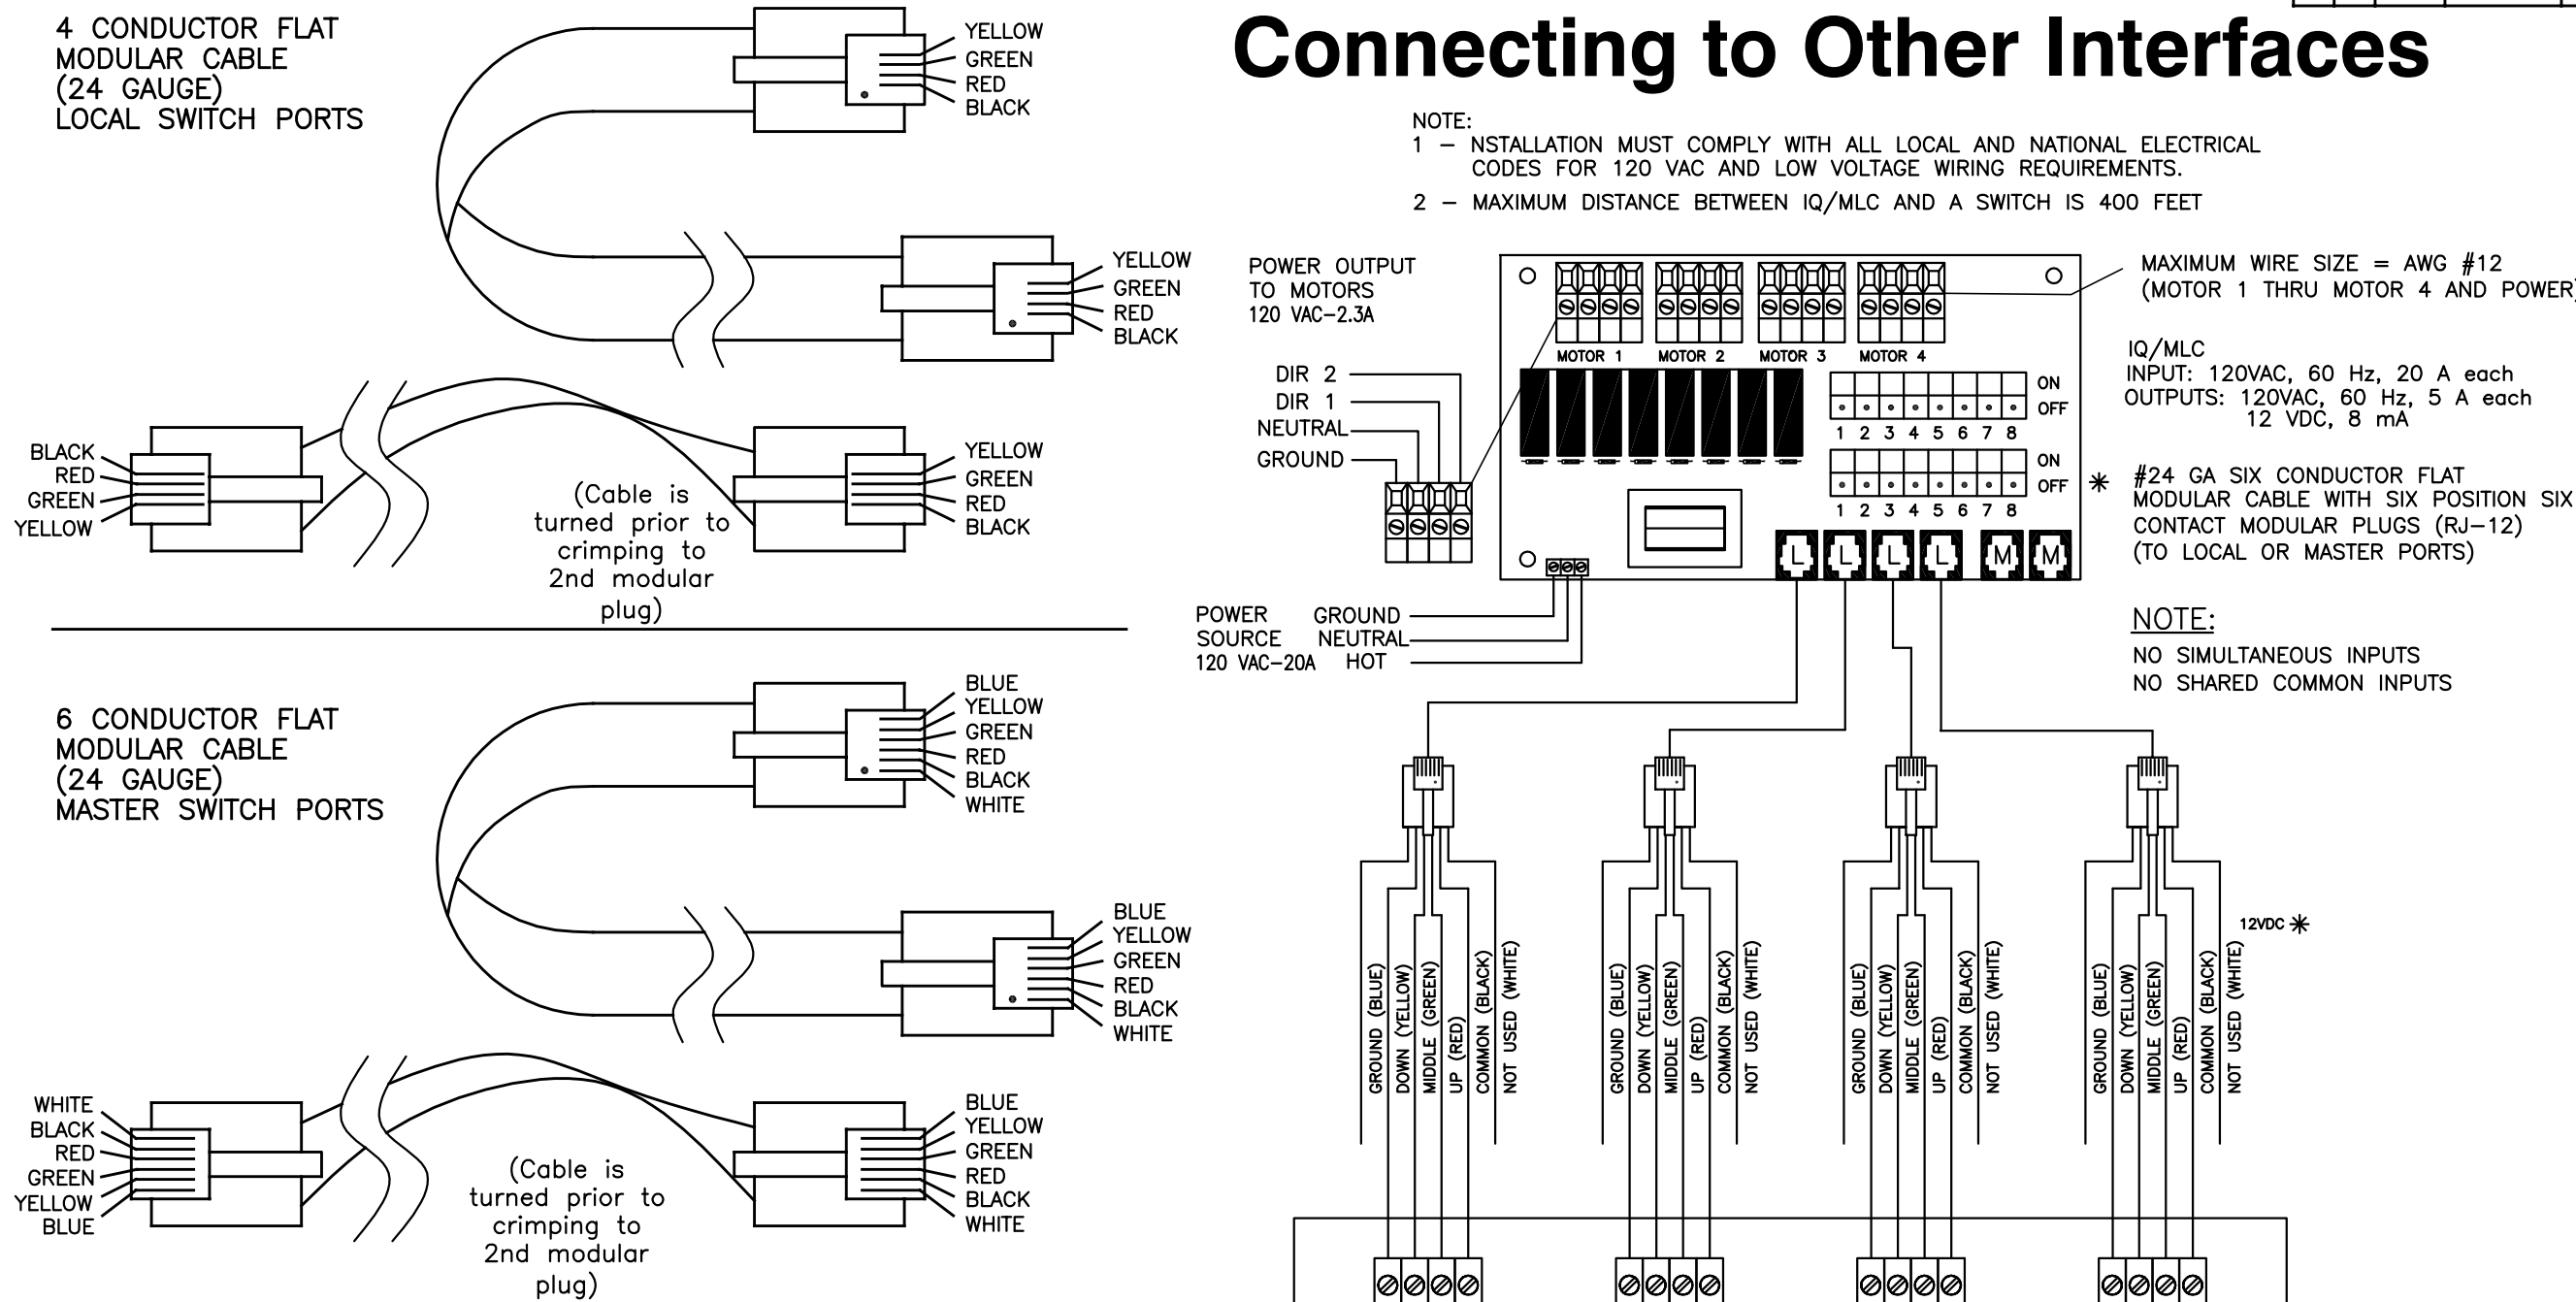 4 CONDUCTOR FLAT
MODULAR CABLE
(24 GAUGE)
LOCAL SWITCH PORTS
YELLOW
GREEN
RED
BLACK
YELLOW
GREEN
RED
BLACK
BLACK
RED
GREEN
YELLOW
(Cable is
turned prior to
crimping to
2nd modular
plug)
YELLOW
GREEN
RED
BLACK
6 CONDUCTOR FLAT
MODULAR CABLE
(24 GAUGE)
MASTER SWITCH PORTS
BLUE
YELLOW
GREEN
RED
BLACK
WHITE
BLUE
YELLOW
GREEN
RED
BLACK
WHITE
WHITE
BLACK
RED
GREEN
YELLOW
BLUE
(Cable is
turned prior to
crimping to
2nd modular
plug)
BLUE
YELLOW
GREEN
RED
BLACK
WHITE
Connecting to Other Interfaces
NOTE:
1 – NSTALLATION MUST COMPLY WITH ALL LOCAL AND NATIONAL ELECTRICAL
CODES FOR 120 VAC AND LOW VOLTAGE WIRING REQUIREMENTS.
2 – MAXIMUM DISTANCE BETWEEN IQ/MLC AND A SWITCH IS 400 FEET
POWER OUTPUT
TO MOTORS
120 VAC–2.3A
DIR 2
DIR 1
NEUTRAL
GROUND
MOTOR 1 MOTOR 2 MOTOR 3 MOTOR 4
ON
OFF
1 2 3 4 5 6 7 8
ON
OFF
1 2 3 4 5 6 7 8
L L L L M M
MAXIMUM WIRE SIZE = AWG #12
(MOTOR 1 THRU MOTOR 4 AND POWER)
IQ/MLC
INPUT: 120VAC, 60 Hz, 20 A each
OUTPUTS: 120VAC, 60 Hz, 5 A each
12 VDC, 8 mA
* #24 GA SIX CONDUCTOR FLAT
MODULAR CABLE WITH SIX POSITION SIX
CONTACT MODULAR PLUGS (RJ–12)
(TO LOCAL OR MASTER PORTS)
NOTE:
NO SIMULTANEOUS INPUTS
NO SHARED COMMON INPUTS
POWER GROUND
SOURCE NEUTRAL
120 VAC–20A HOT
12VDC *
GROUND (BLUE)
DOWN (YELLOW)
MIDDLE (GREEN)
UP (RED)
COMMON (BLACK)
NOT USED (WHITE)
GROUND (BLUE)
DOWN (YELLOW)
MIDDLE (GREEN)
UP (RED)
COMMON (BLACK)
NOT USED (WHITE)
GROUND (BLUE)
DOWN (YELLOW)
MIDDLE (GREEN)
UP (RED)
COMMON (BLACK)
NOT USED (WHITE)
GROUND (BLUE)
DOWN (YELLOW)
MIDDLE (GREEN)
UP (RED)
COMMON (BLACK)
NOT USED (WHITE)